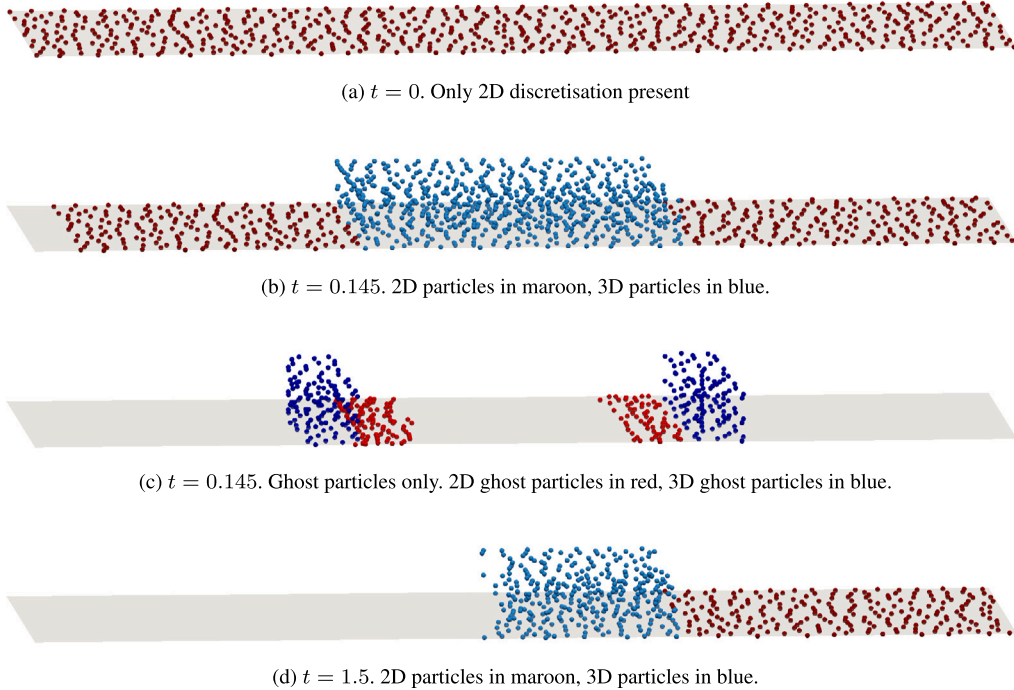 (a) t = 0. Only 2D discretisation present
(b) t = 0.145. 2D particles in maroon, 3D particles in blue.
(c) t = 0.145. Ghost particles only. 2D ghost particles in red, 3D ghost particles in blue.
(d) t = 1.5. 2D particles in maroon, 3D particles in blue.